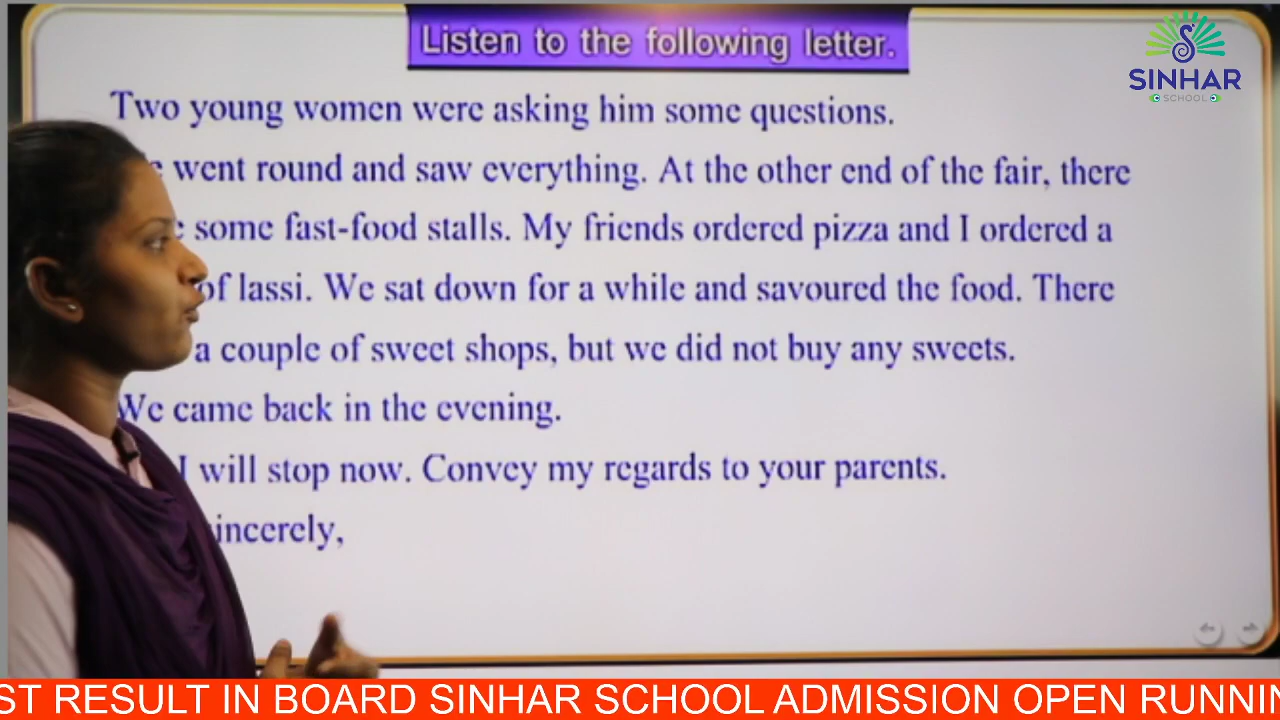 Listen to the following letter.
SINHAR
SCHOOL
Two young women were asking him some questions.
went round and saw everything. At the other end of the fair, there
some fast-food stalls. My friends ordered pizza and I ordered a
of lassi. We sat down for a while and savoured the food. There
a couple of sweet shops, but we did not buy any sweets.
We came back in the evening.
I will stop now. Convey my regards to your parents.
RESULT IN BOARD SINHAR SCHOOL ADMISSION OPEN